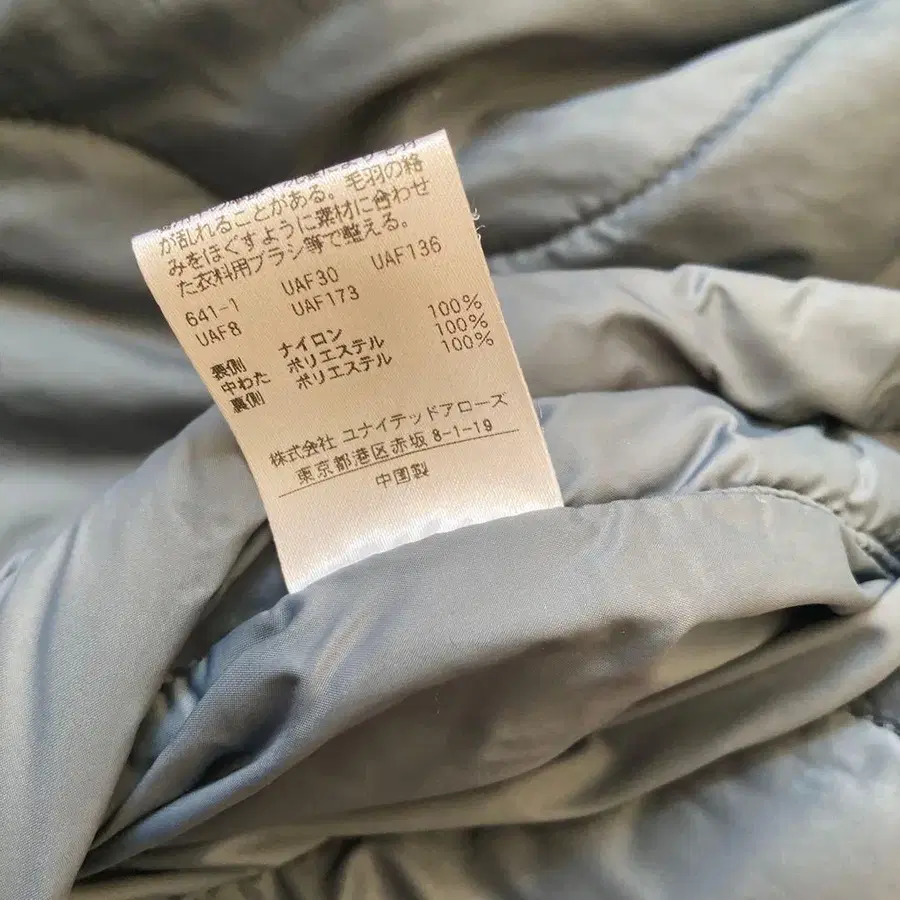 が乱れることがある。毛羽の絡
みをほぐすように素材に合わせ
た衣料用ブラシ等で整える。
641-1 UAF30 UAF136
UAF8 UAF173
表側 ナイロン 100%
中わた ポリエステル 100%
裏側 ポリエステル 100%
株式会社 ユナイテッドアローズ
東京都港区赤坂 8-1-19
中国製